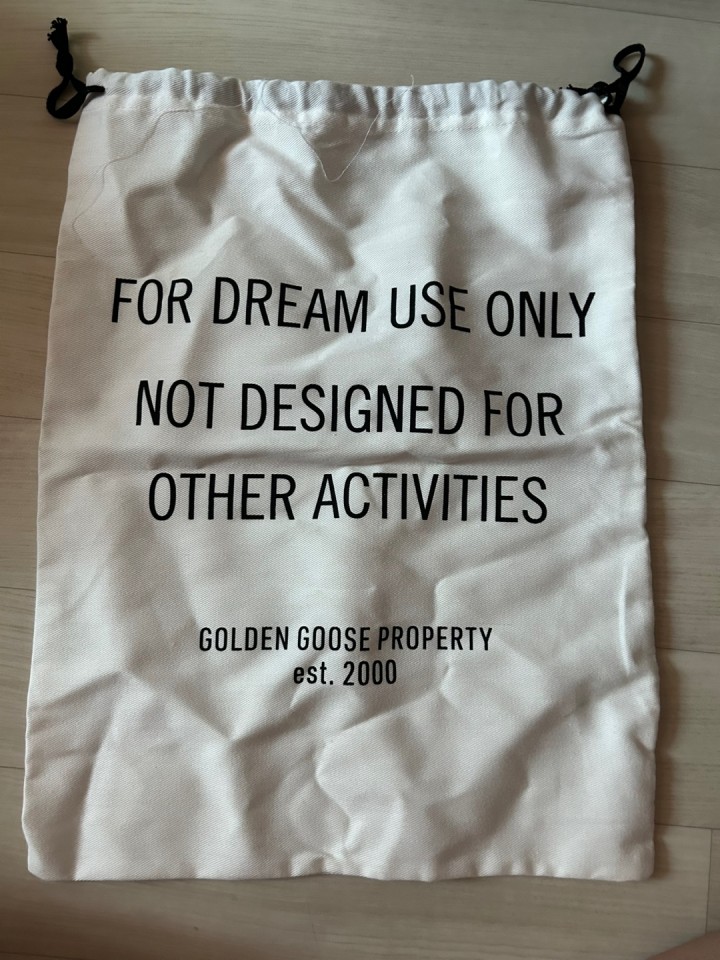 FOR DREAM USE ONLY
NOT DESIGNED FOR
OTHER ACTIVITIES
GOLDEN GOOSE PROPERTY
est. 2000